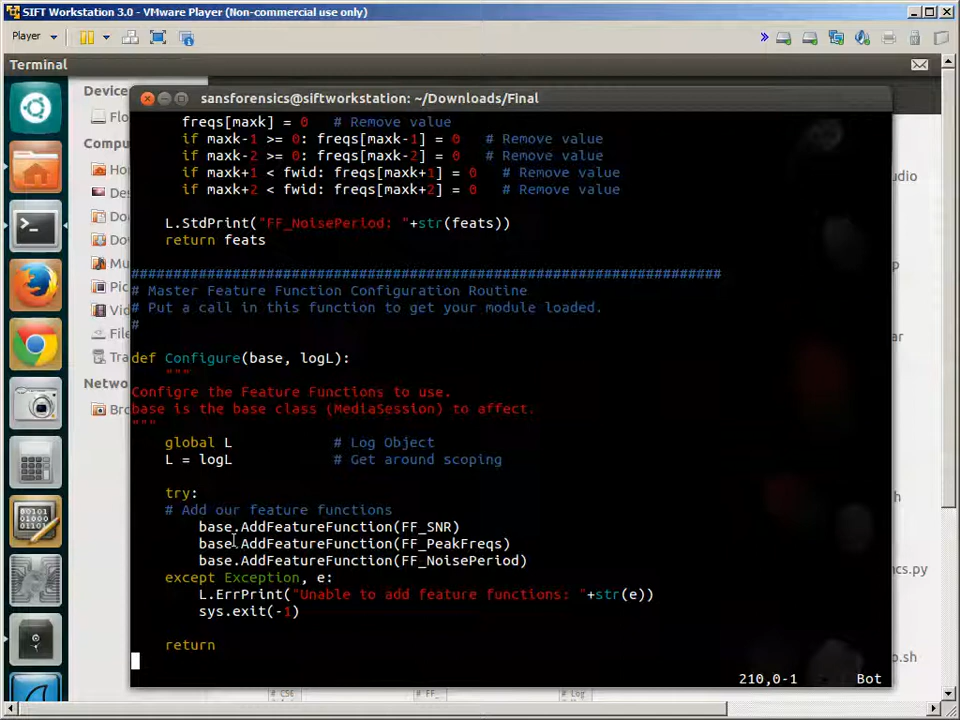 SIFT Workstation 3.0 - VMware Player (Non-commercial use only)
Player
Terminal
Device
sansforensics@siftworkstation: ~/Downloads/Final
Flo
Compu
Ho
Des
Do
Do
Mu
Pic
Vid
File
Tra
Netwo
Bro
freqs[maxk] = 0   # Remove value
if maxk-1 >= 0: freqs[maxk-1] = 0   # Remove value
if maxk-2 >= 0: freqs[maxk-2] = 0   # Remove value
if maxk+1 < fwid: freqs[maxk+1] = 0   # Remove value
if maxk+2 < fwid: freqs[maxk+2] = 0   # Remove value
L.StdPrint("FF_NoisePeriod: "+str(feats))
return feats
######################################################################
# Master Feature Function Configuration Routine
# Put a call in this function to get your module loaded.
#
def Configure(base, logL):
"""
Configre the Feature Functions to use.
base is the base class (MediaSession) to affect.
"""
global L            # Log Object
L = logL            # Get around scoping
try:
# Add our feature functions
base.AddFeatureFunction(FF_SNR)
base.AddFeatureFunction(FF_PeakFreqs)
base.AddFeatureFunction(FF_NoisePeriod)
except Exception, e:
L.ErrPrint("Unable to add feature functions: "+str(e))
sys.exit(-1)
return
210,0-1   Bot
udio
ar
h
ncs.py
o.sh
# C56
# FF_
# Log